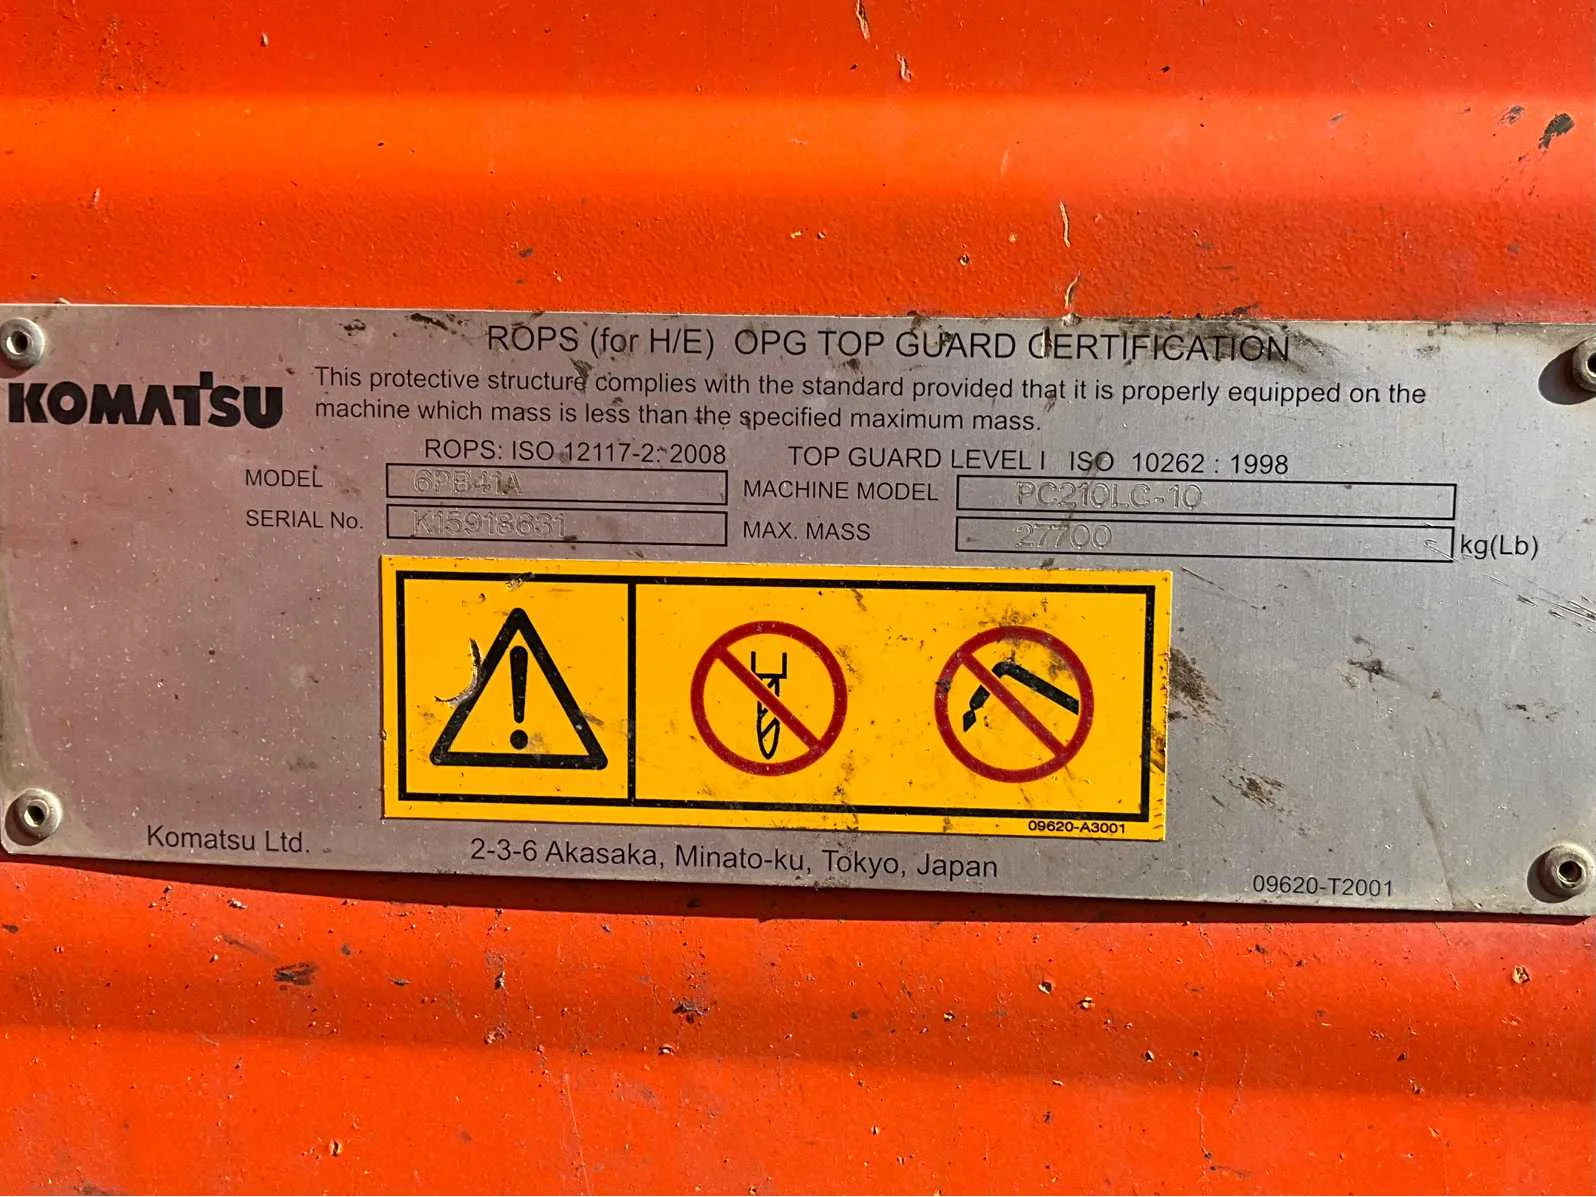 ROPS (for H/E) OPG TOP GUARD CERTIFICATION
KOMATSU
This protective structure complies with the standard provided that it is properly equipped on the
machine which mass is less than the specified maximum mass.
ROPS: ISO 12117-2: 2008 TOP GUARD LEVEL I ISO 10262 : 1998
MODEL 6PB41A MACHINE MODEL PC210LC-10
SERIAL No. K15918631 MAX. MASS 27700 kg(Lb)
09620-A3001
Komatsu Ltd. 2-3-6 Akasaka, Minato-ku, Tokyo, Japan
09620-T2001